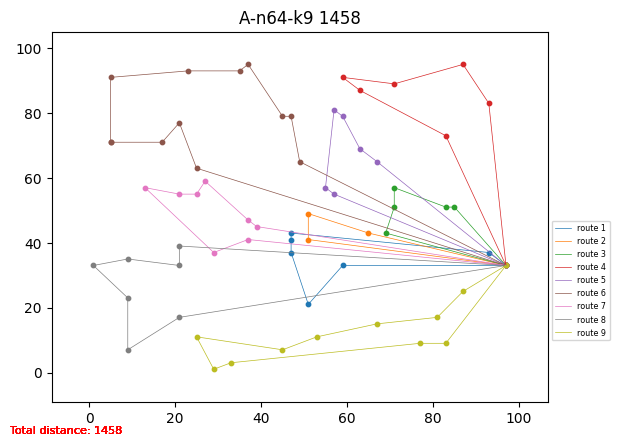 A-n64-k9 1458
100
80
60
40
20
0
0 20 40 60 80 100
route 1
route 2
route 3
route 4
route 5
route 6
route 7
route 8
route 9
Total distance: 1458